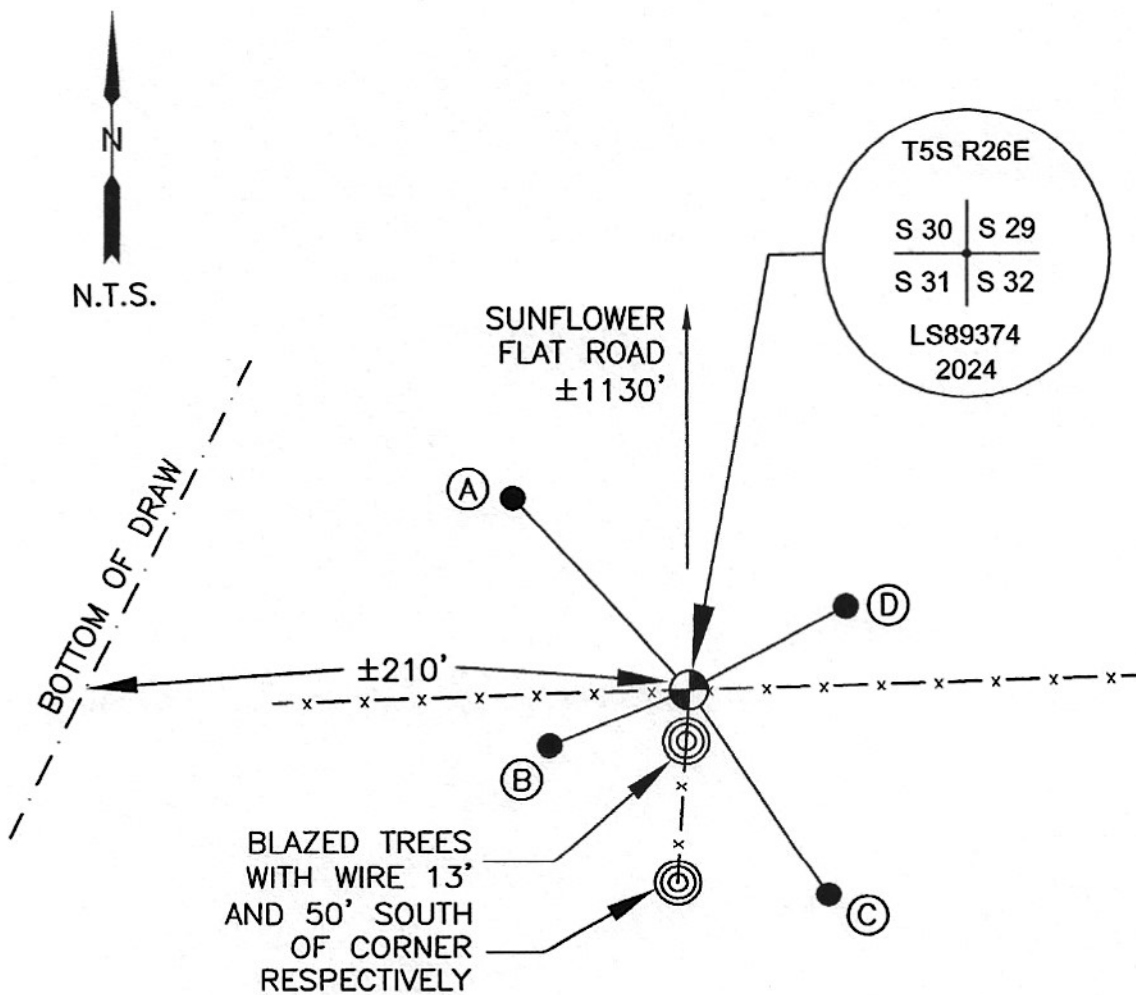 N
N.T.S.
T5S R26E
S 30 S 29
S 31 S 32
LS89374
2024
SUNFLOWER
FLAT ROAD
±1130'
BOTTOM OF DRAW
A
D
±210'
B
C
BLAZED TREES
WITH WIRE 13'
AND 50' SOUTH
OF CORNER
RESPECTIVELY